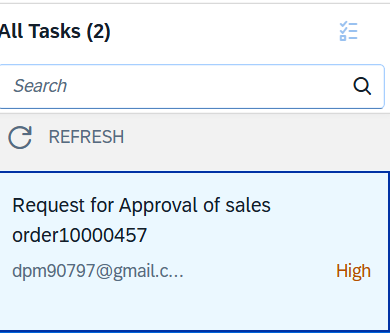 All Tasks (2)
Search
REFRESH
Request for Approval of sales
order10000457
dpm90797@gmail.c...
High